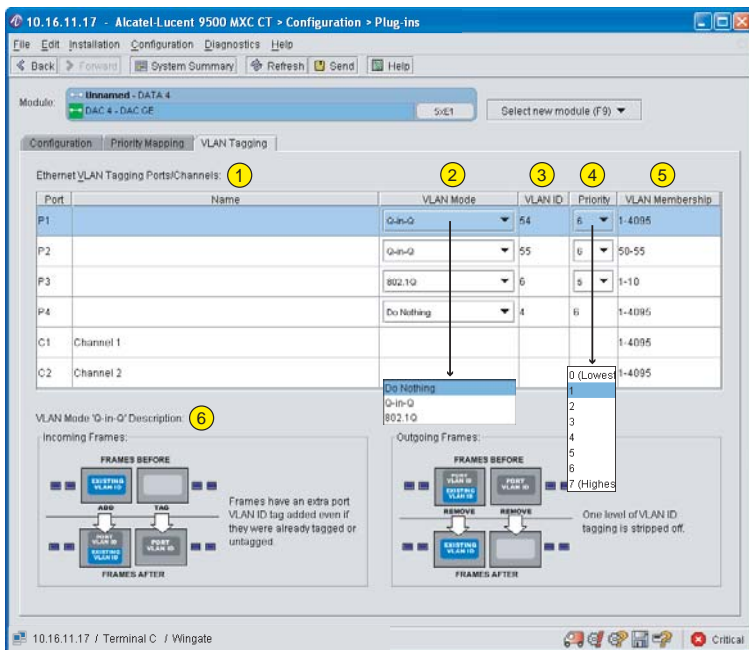 10.16.11.17 - Alcatel-Lucent 9500 MXC CT > Configuration > Plug-ins
File Edit Installation Configuration Diagnostics Help
Back Forward System Summary Refresh Send Help
Module:
Unnamed - DATA 4
DAC 4 - DAC GE
5xE1
Select new module (F9)
Configuration Priority Mapping VLAN Tagging
Ethernet VLAN Tagging Ports/Channels: 1 2 3 4 5
Port Name VLAN Mode VLAN ID Priority VLAN Membership
P1 Q-in-Q 54 6 1-4095
P2 Q-in-Q 55 6 50-55
P3 802.1Q 6 5 1-10
P4 Do Nothing 4 6 1-4095
C1 Channel 1 1-4095
C2 Channel 2 1-4095
Do Nothing
Q-in-Q
802.1Q
0 (Lowest
1
2
3
4
5
6
7 (Highes
VLAN Mode 'Q-in-Q' Description: 6
Incoming Frames:
FRAMES BEFORE
EXISTING VLAN ID
ADD TAG
PORT VLAN ID
EXISTING VLAN ID
PORT VLAN ID
FRAMES AFTER
Frames have an extra port
VLAN ID tag added even if
they were already tagged or
untagged.
Outgoing Frames:
FRAMES BEFORE
PORT VLAN ID
EXISTING VLAN ID
PORT VLAN ID
REMOVE REMOVE
EXISTING VLAN ID
FRAMES AFTER
One level of VLAN ID
tagging is stripped off.
10.16.11.17 / Terminal C / Wingate
Critical